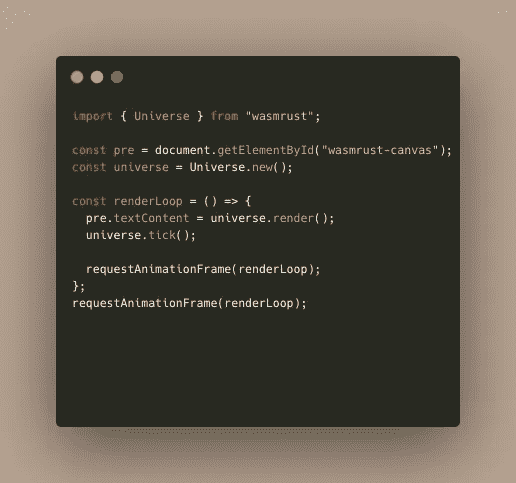 import { Universe } from "wasmrust";
const pre = document.getElementById("wasmrust-canvas");
const universe = Universe.new();
const renderLoop = () => {
pre.textContent = universe.render();
universe.tick();
requestAnimationFrame(renderLoop);
};
requestAnimationFrame(renderLoop);